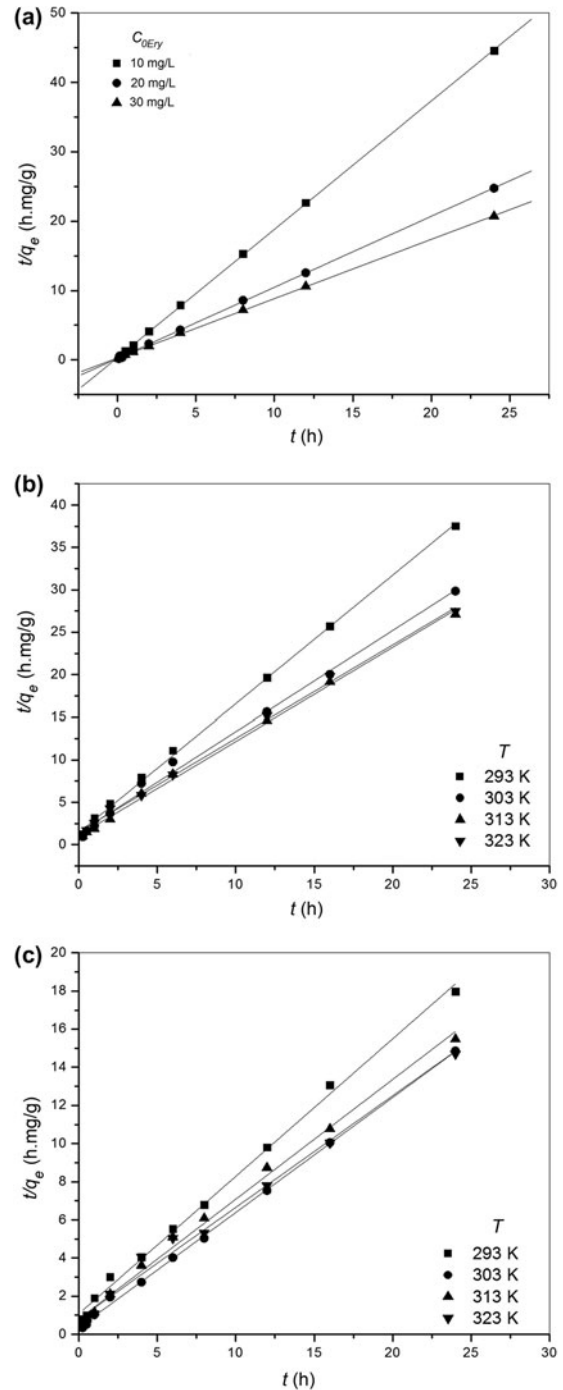 (a)
50
40
30
20
10
0
t/qe (h.mg/g)
C0Ery
10 mg/L
20 mg/L
30 mg/L
0 5 10 15 20 25
t (h)
(b)
40
35
30
25
20
15
10
5
0
t/qe (h.mg/g)
T
293 K
303 K
313 K
323 K
0 5 10 15 20 25 30
t (h)
(c)
20
18
16
14
12
10
8
6
4
2
0
t/qe (h.mg/g)
T
293 K
303 K
313 K
323 K
0 5 10 15 20 25 30
t (h)